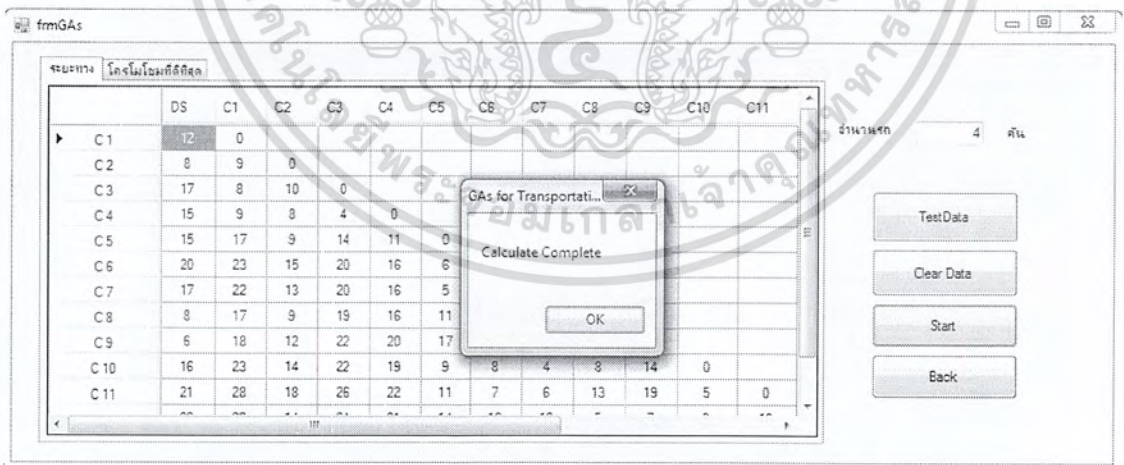 frmGAs
ระยะทาง โครโมโซมที่ดีที่สุด
DS C1 C2 C3 C4 C5 C6 C7 C8 C9 C10 C11
C 1 12 0
C 2 8 9 0
C 3 17 8 10 0
C 4 15 9 8 4 0
C 5 15 17 9 14 11 0
C 6 20 23 15 20 16 6
C 7 17 22 13 20 16 5
C 8 8 17 9 19 16 11
C 9 6 18 12 22 20 17
C 10 16 23 14 22 19 9 8 4 8 14 0
C 11 21 28 18 26 22 11 7 6 13 19 5 0
GAs for Transportati...
Calculate Complete
OK
จำนวนรถ 4 คัน
TestData
Clear Data
Start
Back